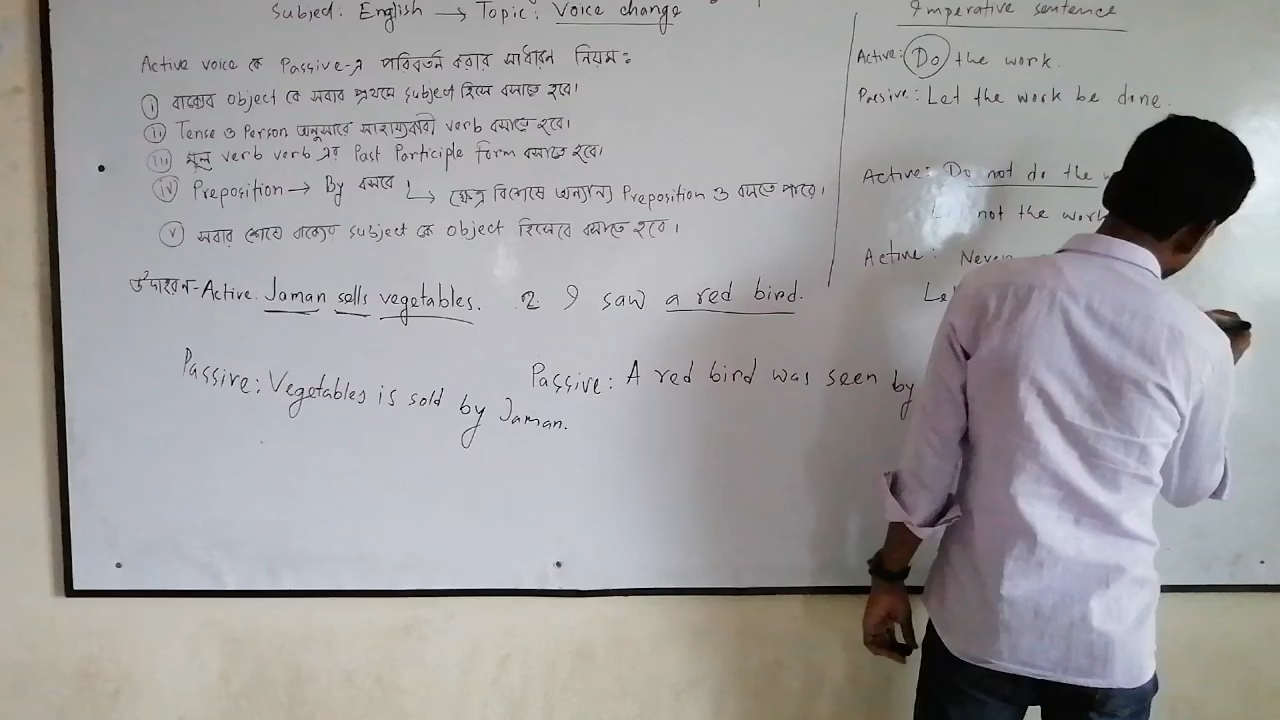 Subject: English → Topic: Voice change
Active voice কে Passive-এ পরিবর্তন করার সাধারন নিয়ম:
i বাক্যের object কে সবার প্রথমে subject হিসেবে বসাতে হবে।
ii Tense ও Person অনুসারে সাহায্যকারী verb বসাতে হবে।
iii মূল verb verb এর Past Participle form বসাতে হবে।
iv Preposition → By বসবে। ↳ ক্ষেত্র বিশেষে অন্যান্য Preposition ও বসতে পারে।
v সবার শেষে বাক্যের subject কে object হিসেবে বসাতে হবে।
উদাহরন- Active: Jaman sells vegetables. 2. I saw a red bird.
Passive: Vegetables is sold by Jaman.
Passive: A red bird was seen by
Imperative sentence
Active: Do the work.
Passive: Let the work be done.
Active: Do not do the
not the work
Active: Never